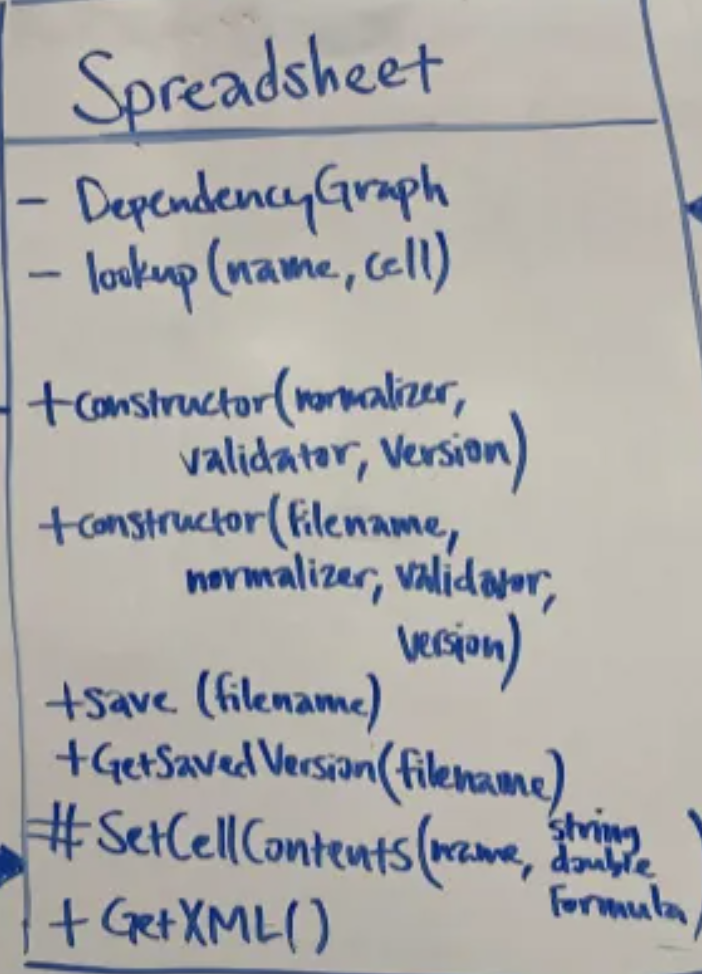 Spreadsheet
- DependencyGraph
- lookup(name, cell)
+constructor(normalizer,
validator, Version)
+constructor(filename,
normalizer, validator,
version)
+save (filename)
+GetSavedVersion(filename)
# SetCellContents(name, string
double
Formula)
+ GetXML()